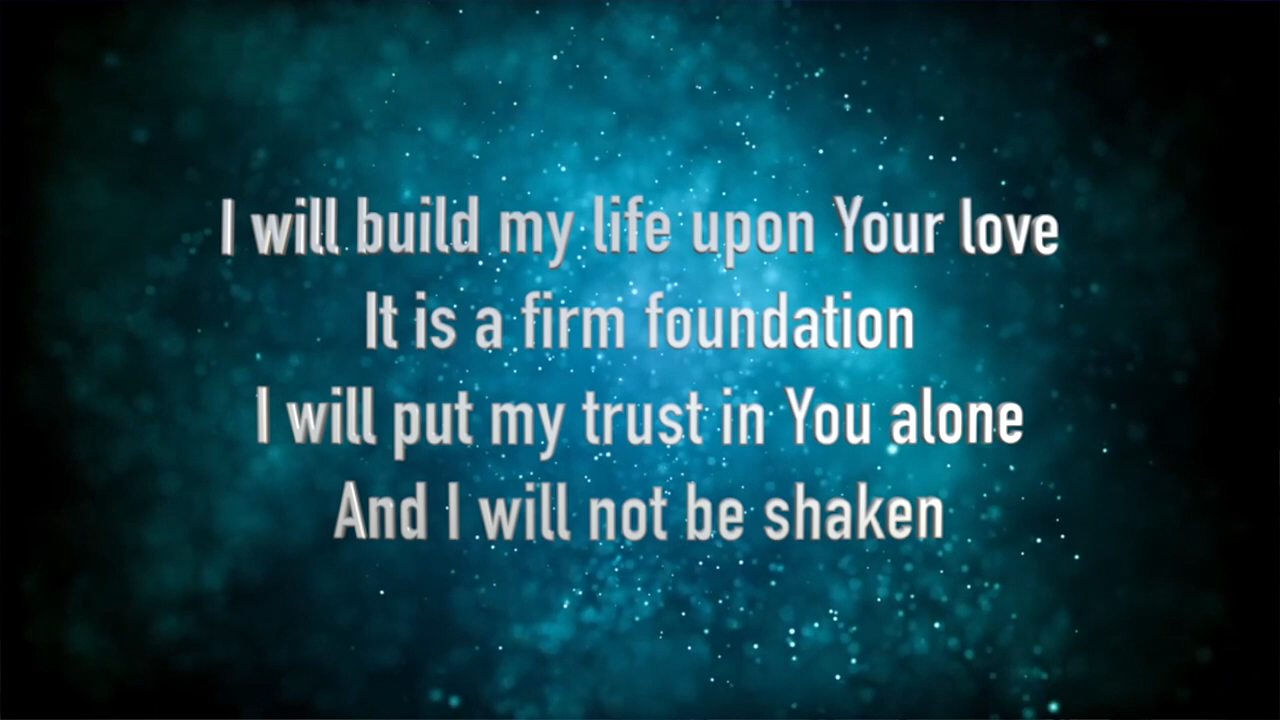 I will build my life upon Your love
It is a firm foundation
I will put my trust in You alone
And I will not be shaken